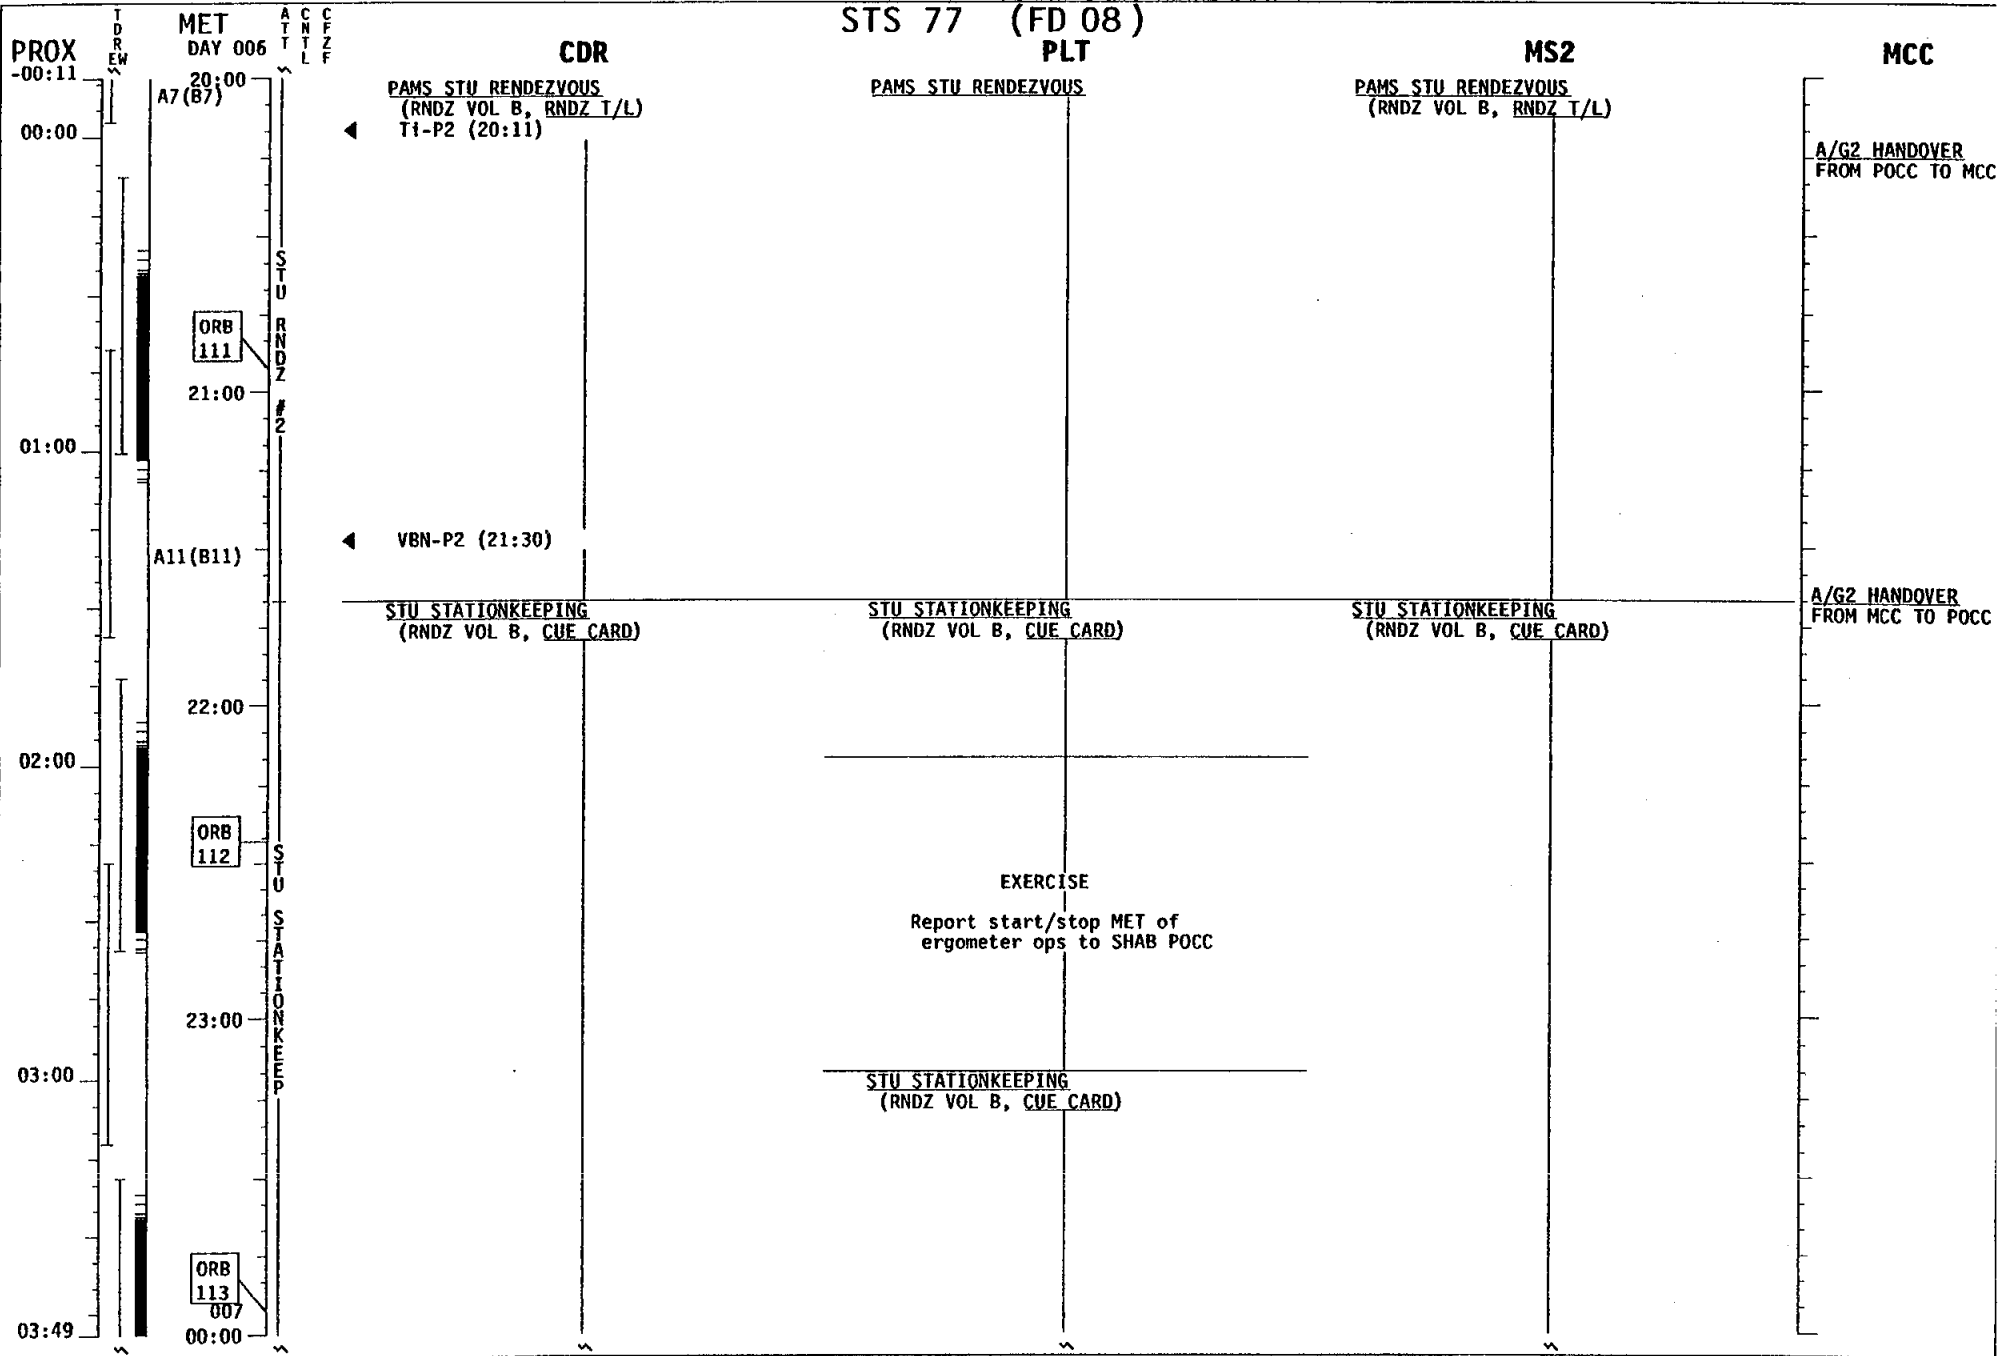 STS 77 (FD 08)
PROX
TDRE W
MET
DAY 006
ATT
CNTL
CFZF
CDR
PLT
MS2
MCC
-00:11
20:00
A7(B7)
PAMS STU RENDEZVOUS
(RNDZ VOL B, RNDZ T/L)
PAMS STU RENDEZVOUS
PAMS STU RENDEZVOUS
(RNDZ VOL B, RNDZ T/L)
00:00
Ti-P2 (20:11)
A/G2 HANDOVER
FROM POCC TO MCC
STU RNDZ #2
ORB
111
21:00
01:00
VBN-P2 (21:30)
A11(B11)
STU STATIONKEEPING
(RNDZ VOL B, CUE CARD)
STU STATIONKEEPING
(RNDZ VOL B, CUE CARD)
STU STATIONKEEPING
(RNDZ VOL B, CUE CARD)
A/G2 HANDOVER
FROM MCC TO POCC
22:00
02:00
ORB
112
STU STATIONKEEP
EXERCISE
Report start/stop MET of
ergometer ops to SHAB POCC
23:00
03:00
STU STATIONKEEPING
(RNDZ VOL B, CUE CARD)
ORB
113
007
03:49
00:00